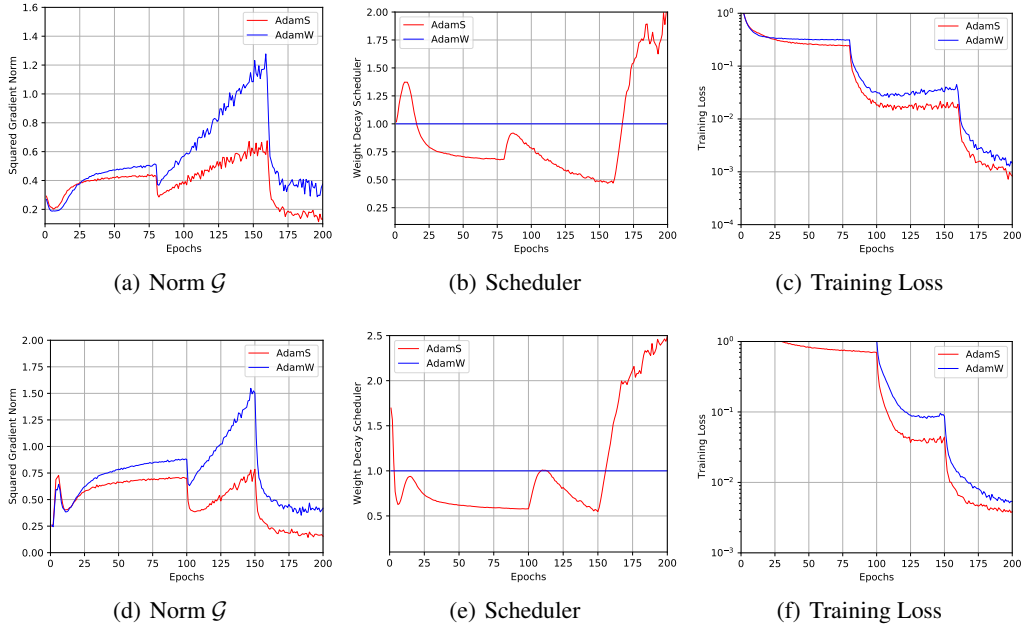 1.6
1.4
1.2
1.0
0.8
0.6
0.4
0.2
Squared Gradient Norm
AdamS
AdamW
0 25 50 75 100 125 150 175 200
Epochs
(a) Norm G
2.00
1.75
1.50
1.25
1.00
0.75
0.50
0.25
Weight Decay Scheduler
AdamS
AdamW
0 25 50 75 100 125 150 175 200
Epochs
(b) Scheduler
10^0
10^-1
10^-2
10^-3
10^-4
Training Loss
AdamS
AdamW
0 25 50 75 100 125 150 175 200
Epochs
(c) Training Loss
2.00
1.75
1.50
1.25
1.00
0.75
0.50
0.25
0.00
Squared Gradient Norm
AdamS
AdamW
0 25 50 75 100 125 150 175 200
Epochs
(d) Norm G
2.5
2.0
1.5
1.0
0.5
Weight Decay Scheduler
AdamS
AdamW
0 25 50 75 100 125 150 175 200
Epochs
(e) Scheduler
10^0
10^-1
10^-2
10^-3
Training Loss
AdamS
AdamW
0 25 50 75 100 125 150 175 200
Epochs
(f) Training Loss